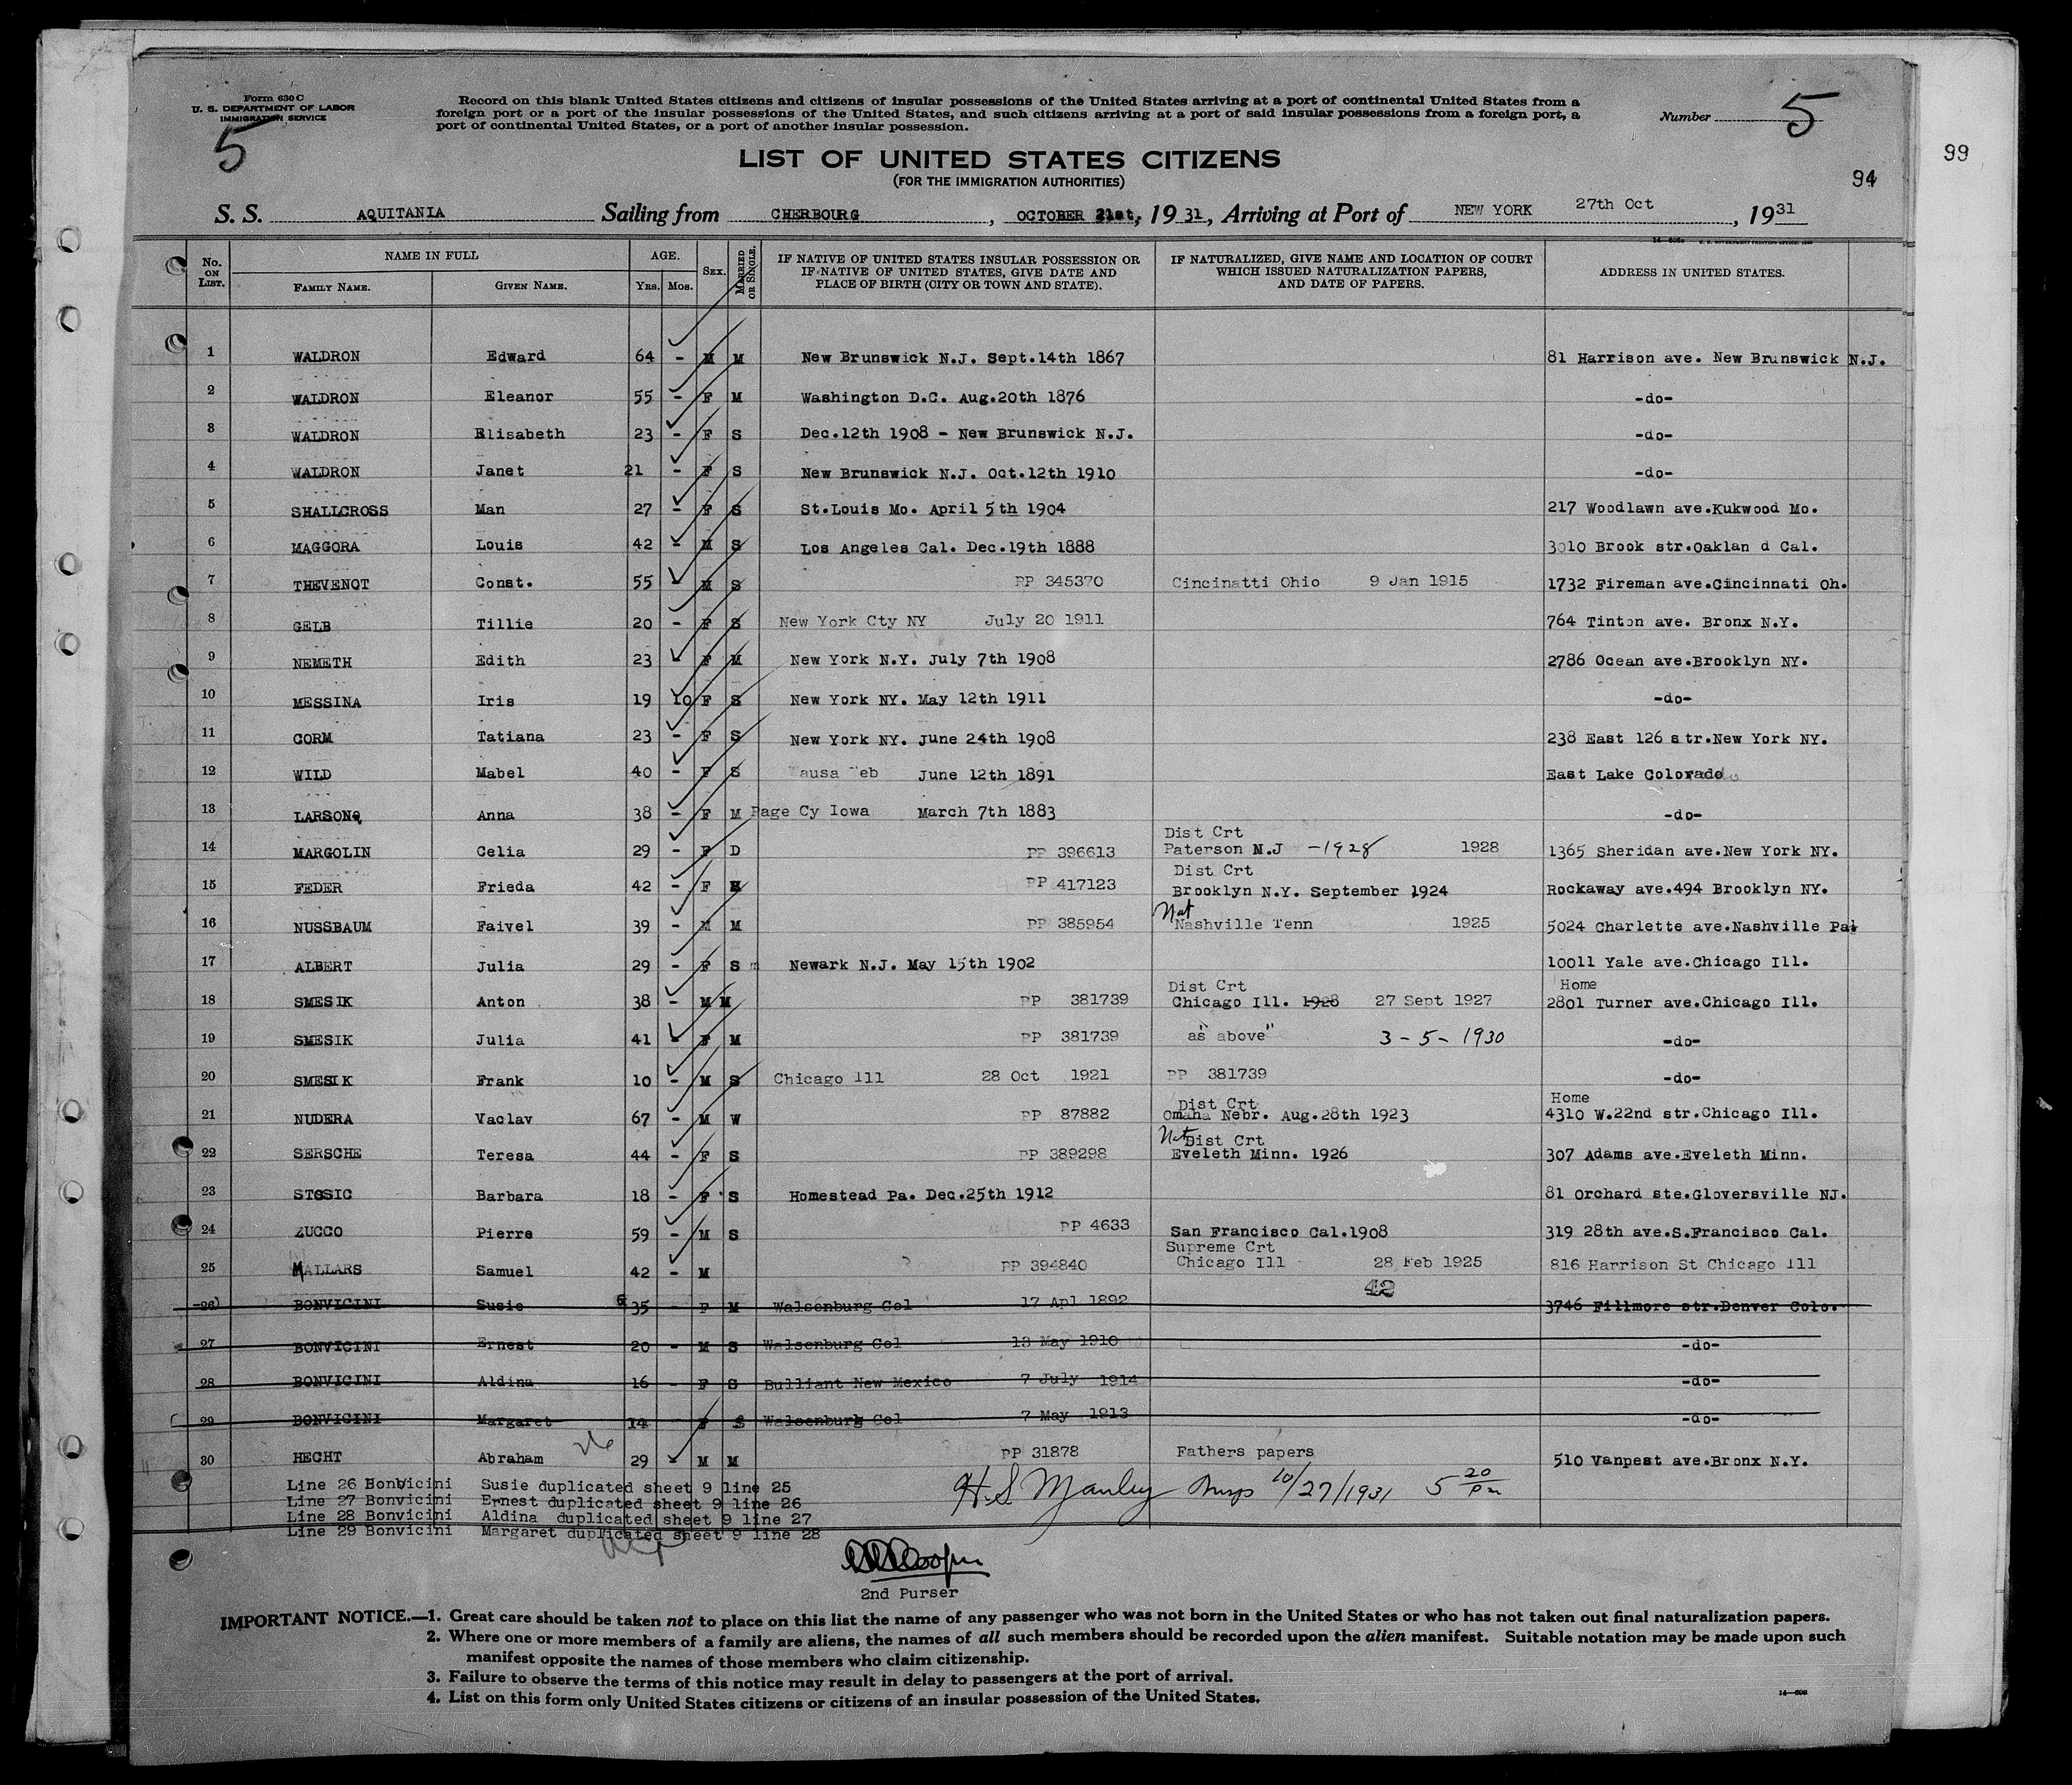 Form 630 C
U. S. DEPARTMENT OF LABOR
IMMIGRATION SERVICE
5
Record on this blank United States citizens and citizens of insular possessions of the United States arriving at a port of continental United States from a
foreign port or a port of the insular possessions of the United States, and such citizens arriving at a port of said insular possessions from a foreign port, a
port of continental United States, or a port of another insular possession.
Number 5
99
94
LIST OF UNITED STATES CITIZENS
(FOR THE IMMIGRATION AUTHORITIES)
S. S. AQUITANIA Sailing from CHERBOURG, OCTOBER 21st, 1931, Arriving at Port of NEW YORK 27th Oct, 1931
No. ON LIST. NAME IN FULL FAMILY NAME. GIVEN NAME. AGE. YRS. MOS. SEX. MARRIED OR SINGLE. IF NATIVE OF UNITED STATES INSULAR POSSESSION OR IF NATIVE OF UNITED STATES, GIVE DATE AND PLACE OF BIRTH (CITY OR TOWN AND STATE). IF NATURALIZED, GIVE NAME AND LOCATION OF COURT WHICH ISSUED NATURALIZATION PAPERS, AND DATE OF PAPERS. ADDRESS IN UNITED STATES.
1 WALDRON Edward 64 - M M New Brunswick N.J. Sept.14th 1867 81 Harrison ave. New Brunswick N.J.
2 WALDRON Eleanor 55 - F M Washington D.C. Aug.20th 1876 -do-
3 WALDRON Elisabeth 23 - F S Dec.12th 1908 - New Brunswick N.J. -do-
4 WALDRON Janet 21 - F S New Brunswick N.J. Oct.12th 1910 -do-
5 SHALLCROSS Man 27 - F S St.Louis Mo. April 5th 1904 217 Woodlawn ave.Kukwood Mo.
6 MAGGORA Louis 42 - M S Los Angeles Cal. Dec.19th 1888 3010 Brook str.Oaklan d Cal.
7 THEVENOT Const. 55 - M S PP 345370 Cincinatti Ohio 9 Jan 1915 1732 Fireman ave.Cincinnati Oh.
8 GELB Tillie 20 - F S New York Cty NY July 20 1911 764 Tinton ave. Bronx N.Y.
9 NEMETH Edith 23 - F M New York N.Y. July 7th 1908 2786 Ocean ave.Brooklyn NY.
10 MESSINA Iris 19 10 F S New York NY. May 12th 1911 -do-
11 CORM Tatiana 23 - F S New York NY. June 24th 1908 238 East 126 str.New York NY.
12 WILD Mabel 40 - F S June 12th 1891 East Lake Colorado
13 LARSON Anna 38 - F M Page Cy Iowa March 7th 1883 -do-
Dist Crt
14 MARGOLIN Celia 29 - F D PP 396613 Paterson N.J -1928 1928 1365 Sheridan ave.New York NY.
Dist Crt
15 FEDER Frieda 42 - F PP 417123 Brooklyn N.Y. September 1924 Rockaway ave.494 Brooklyn NY.
Nat
16 NUSSBAUM Faivel 39 - M M PP 385954 Nashville Tenn 1925 5024 Charlette ave.Nashville Pa
17 ALBERT Julia 29 - F S Newark N.J. May 15th 1902 10011 Yale ave.Chicago Ill.
Dist Crt Home
18 SMESIK Anton 38 - M M PP 381739 Chicago Ill. 1928 27 Sept 1927 2801 Turner ave.Chicago Ill.
19 SMESIK Julia 41 - F M PP 381739 as "above" 3-5-1930 -do-
20 SMESIK Frank 10 - M S Chicago Ill 28 Oct 1921 PP 381739 -do-
Dist Crt Home
21 NUDERA Vaclav 67 - M W PP 87882 Omaha Nebr. Aug.28th 1923 4310 W.22nd str.Chicago Ill.
Nat Dist Crt
22 SERSCHE Teresa 44 - F S PP 389298 Eveleth Minn. 1926 307 Adams ave.Eveleth Minn.
23 STOSIC Barbara 18 - F S Homestead Pa. Dec.25th 1912 81 Orchard ste.Gloversville NJ.
24 ZUCCO Pierre 59 - M S PP 4633 San Francisco Cal.1908 319 28th ave.S.Francisco Cal.
Supreme Crt
25 MALLARS Samuel 42 - M PP 394840 Chicago Ill 28 Feb 1925 816 Harrison St Chicago Ill
42
26 BONVICINI Susie 35 - F M Walsenburg Col 17 Apl 1892 3746 Fillmore str.Denver Colo.
27 BONVICINI Ernest 20 - M S Walsenburg Col 13 May 1910 -do-
28 BONVICINI Aldina 16 - F S Bulliant New Mexico 7 July 1914 -do-
29 BONVICINI Margaret 14 F S Walsenburg Col 7 May 1913 -do-
30 HECHT Abraham 29 - M M PP 31878 Fathers papers 510 Vanpest ave.Bronx N.Y.
Line 26 Bonvicini Susie duplicated sheet 9 line 25
Line 27 Bonvicini Ernest duplicated sheet 9 line 26
Line 28 Bonvicini Aldina duplicated sheet 9 line 27
Line 29 Bonvicini Margaret duplicated sheet 9 line 28
H.S Manley Insp 10/27/1931 5 20 pm
2nd Purser
IMPORTANT NOTICE.—1. Great care should be taken not to place on this list the name of any passenger who was not born in the United States or who has not taken out final naturalization papers.
2. Where one or more members of a family are aliens, the names of all such members should be recorded upon the alien manifest. Suitable notation may be made upon such
manifest opposite the names of those members who claim citizenship.
3. Failure to observe the terms of this notice may result in delay to passengers at the port of arrival.
4. List on this form only United States citizens or citizens of an insular possession of the United States.